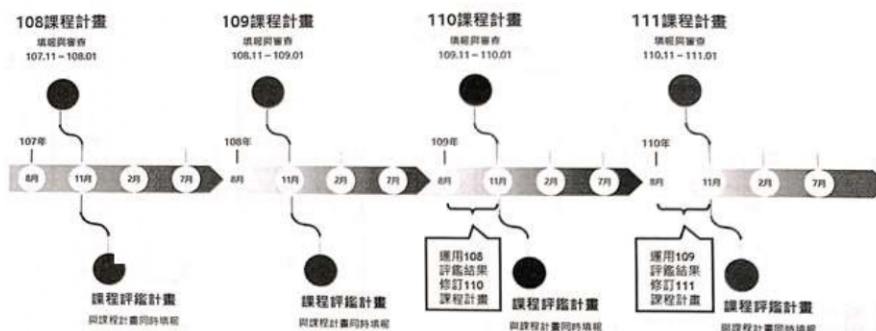 108課程計畫
填報與審查
107.11－108.01
109課程計畫
填報與審查
108.11－109.01
110課程計畫
填報與審查
109.11－110.01
111課程計畫
填報與審查
110.11－111.01
107年
8月
11月
2月
7月
108年
8月
11月
2月
7月
109年
8月
11月
2月
7月
110年
8月
11月
2月
7月
課程評鑑計畫
與課程計畫同時填報
課程評鑑計畫
與課程計畫同時填報
運用108
評鑑結果
修訂110
課程計畫
課程評鑑計畫
與課程計畫同時填報
運用109
評鑑結果
修訂111
課程計畫
課程評鑑計畫
與課程計畫同時填報